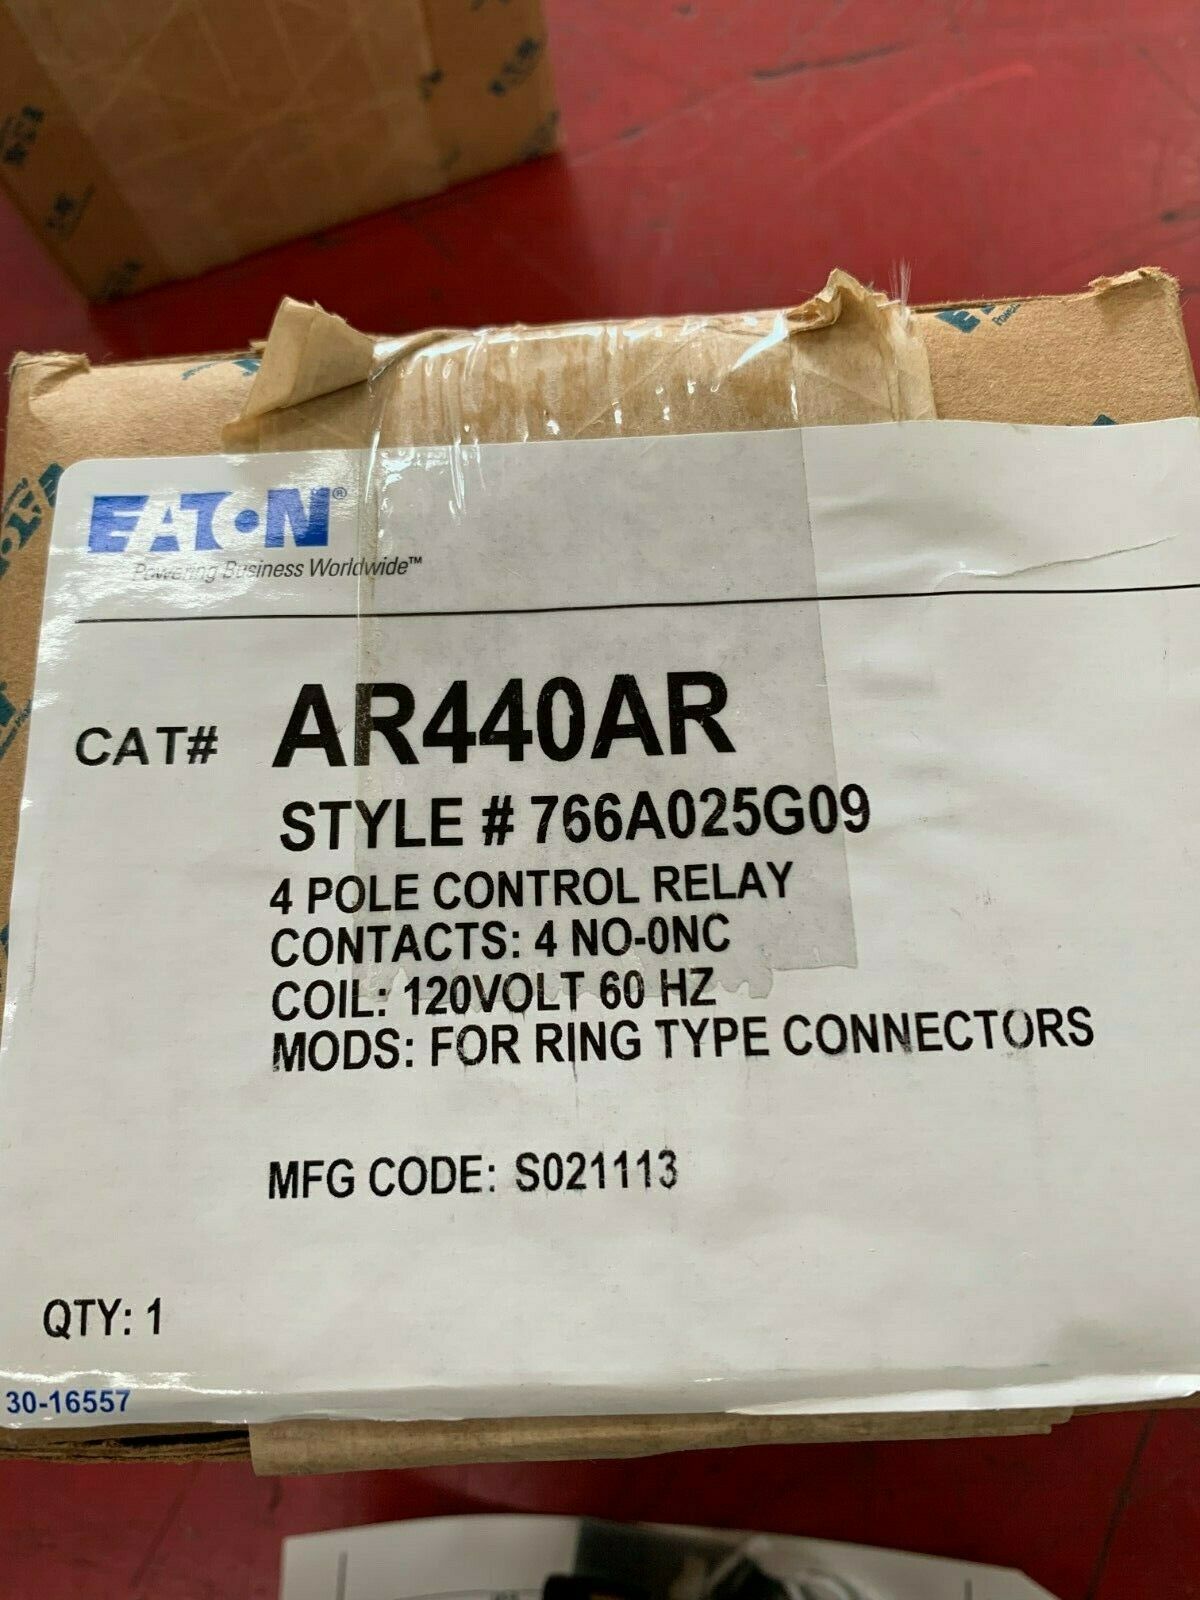 EATON®
Powering Business Worldwide™
CAT# AR440AR
STYLE # 766A025G09
4 POLE CONTROL RELAY
CONTACTS: 4 NO-0NC
COIL: 120VOLT 60 HZ
MODS: FOR RING TYPE CONNECTORS
MFG CODE: S021113
QTY: 1
30-16557